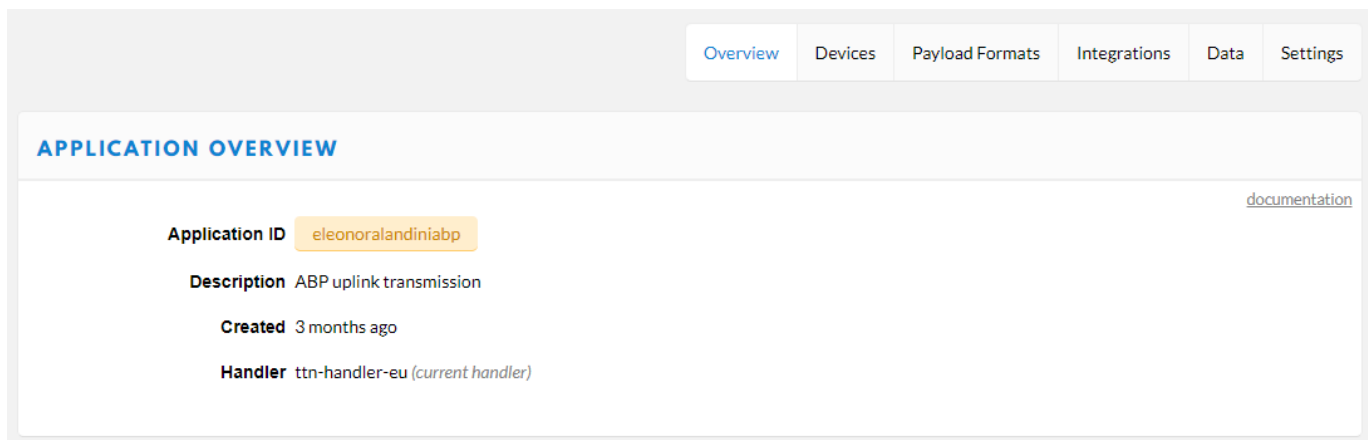 Overview Devices Payload Formats Integrations Data Settings
APPLICATION OVERVIEW
documentation
Application ID eleonoralandiniabp
Description ABP uplink transmission
Created 3 months ago
Handler ttn-handler-eu (current handler)